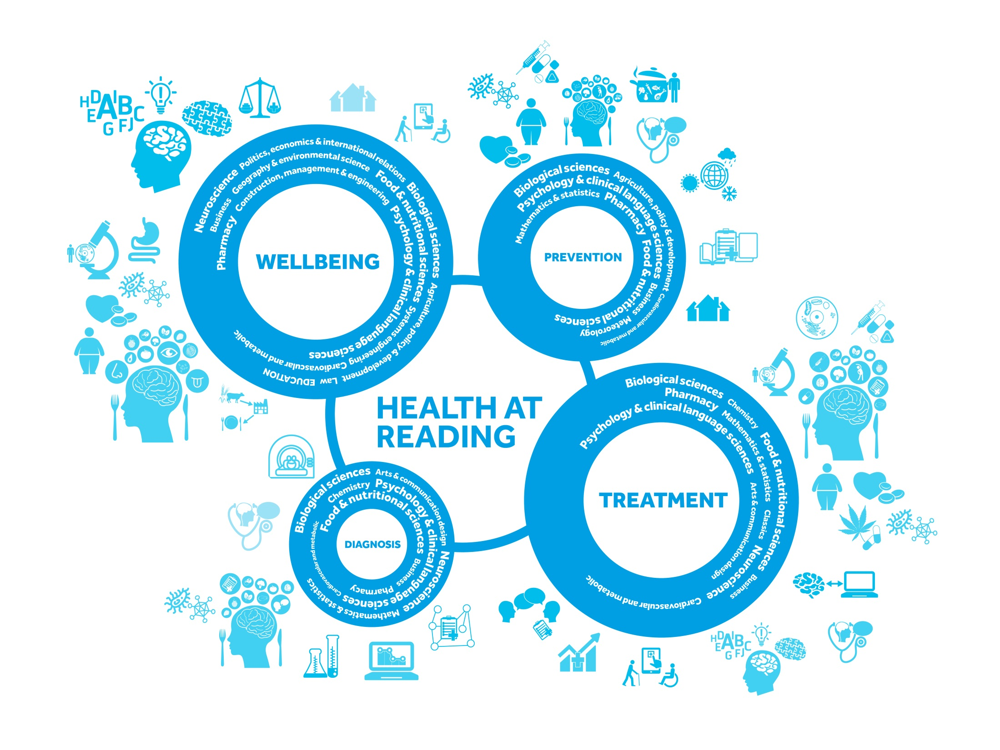 HDAIBC
EGFJ
Neuroscience Politics, economics & international relations Biological sciences Agriculture, policy & development Law EDUCATION
Business Geography & environmental science Food & nutritional sciences Systems engineering Cardiovascular and metabolic
Pharmacy Construction, management & engineering Psychology & clinical language sciences
WELLBEING
Biological sciences Agriculture, policy & development Cardiovascular and metabolic
Psychology & clinical language sciences Business Meteorology
Mathematics & statistics Pharmacy Food & nutritional sciences
PREVENTION
HEALTH AT
READING
Biological sciences Chemistry Food & nutritional sciences Business Cardiovascular and metabolic
Pharmacy Mathematics & statistics Classics Neuroscience
Psychology & clinical language sciences Arts & communication design
TREATMENT
Biological sciences Arts & communication design Neuroscience Mathematics & statistics Cardiovascular and metabolic
Chemistry Psychology & clinical language sciences
Food & nutritional sciences Business Pharmacy
DIAGNOSIS
HDAIBC
EGFJ